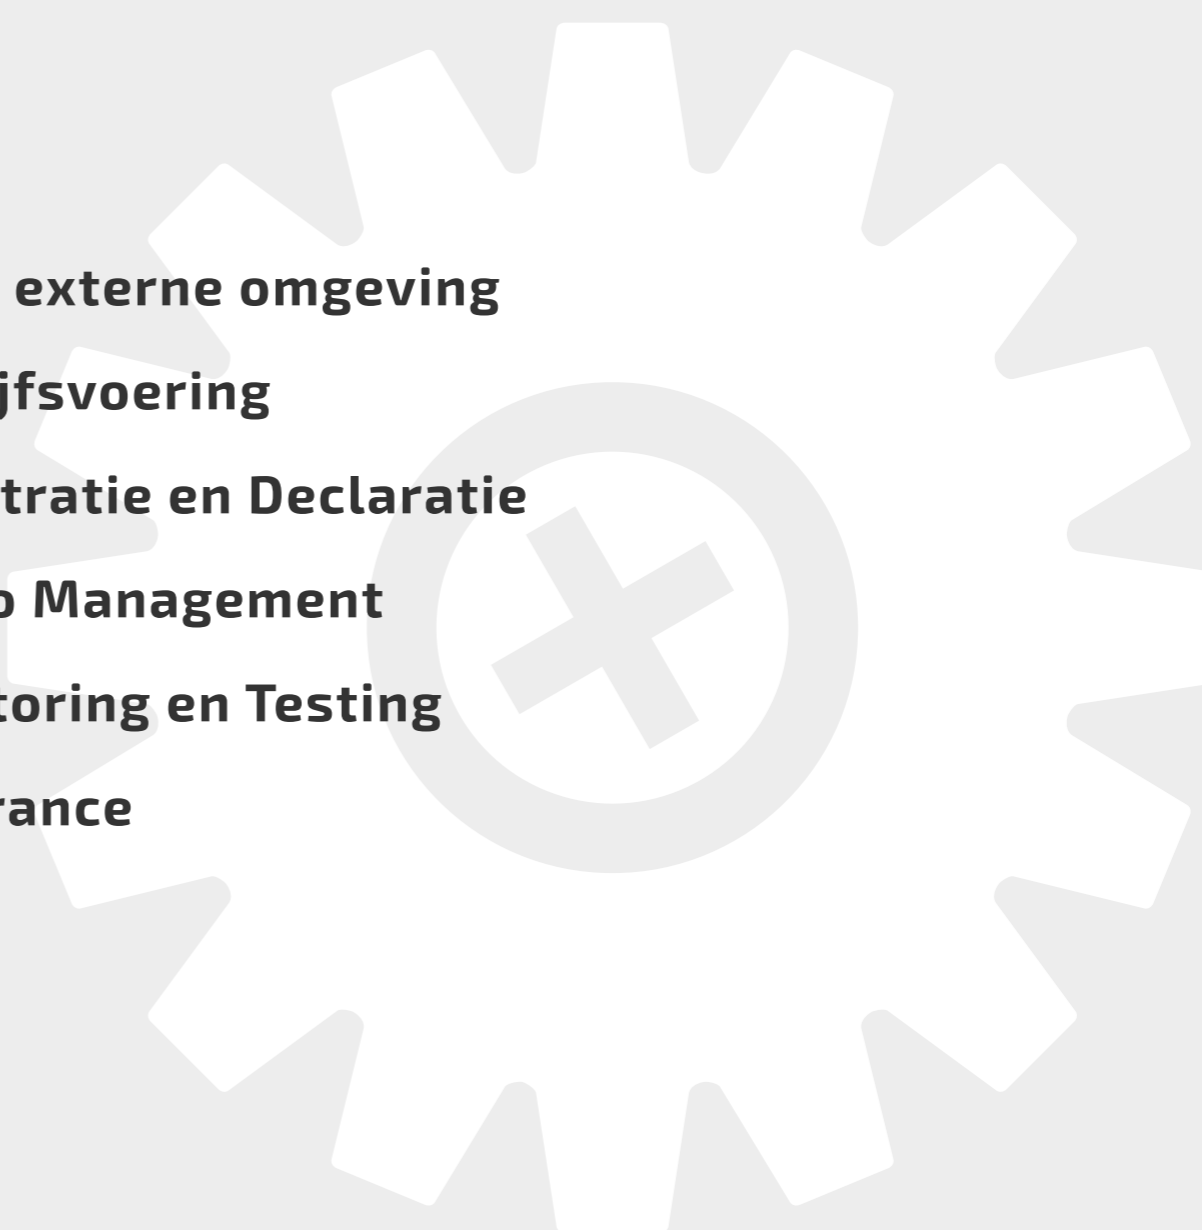 externe omgeving
jfsvoering
tratie en Declaratie
o Management
toring en Testing
rance